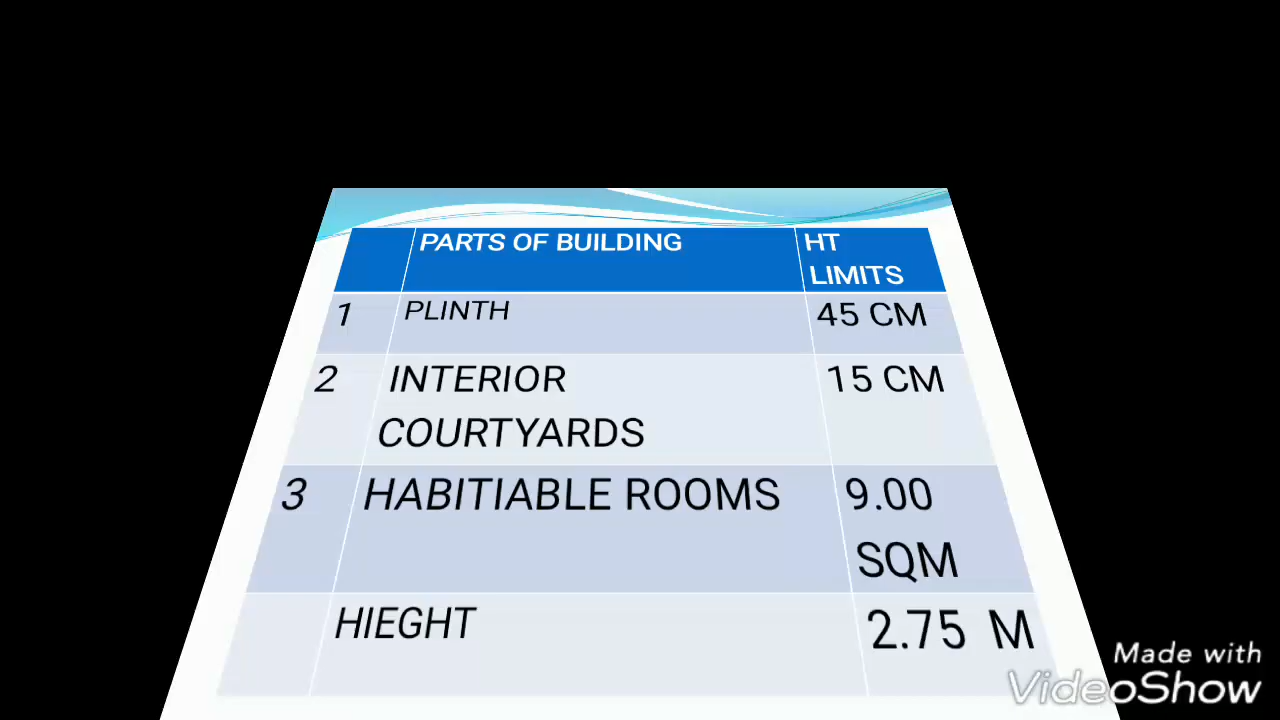 PARTS OF BUILDING HT
LIMITS
1 PLINTH 45 CM
2 INTERIOR 15 CM
COURTYARDS
3 HABITIABLE ROOMS 9.00
SQM
HIEGHT 2.75 M
Made with
VideoShow